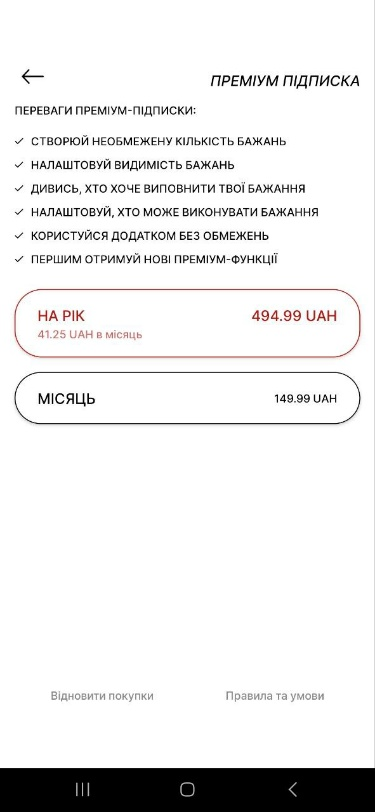 ПРЕМІУМ ПІДПИСКА
ПЕРЕВАГИ ПРЕМІУМ-ПІДПИСКИ:
СТВОРЮЙ НЕОБМЕЖЕНУ КІЛЬКІСТЬ БАЖАНЬ
НАЛАШТОВУЙ ВИДИМІСТЬ БАЖАНЬ
ДИВИСЬ, ХТО ХОЧЕ ВИПОВНИТИ ТВОЇ БАЖАННЯ
НАЛАШТОВУЙ, ХТО МОЖЕ ВИКОНУВАТИ БАЖАННЯ
КОРИСТУЙСЯ ДОДАТКОМ БЕЗ ОБМЕЖЕНЬ
ПЕРШИМ ОТРИМУЙ НОВІ ПРЕМІУМ-ФУНКЦІЇ
НА РІК 494.99 UAH
41.25 UAH в місяць
МІСЯЦЬ 149.99 UAH
Відновити покупки Правила та умови